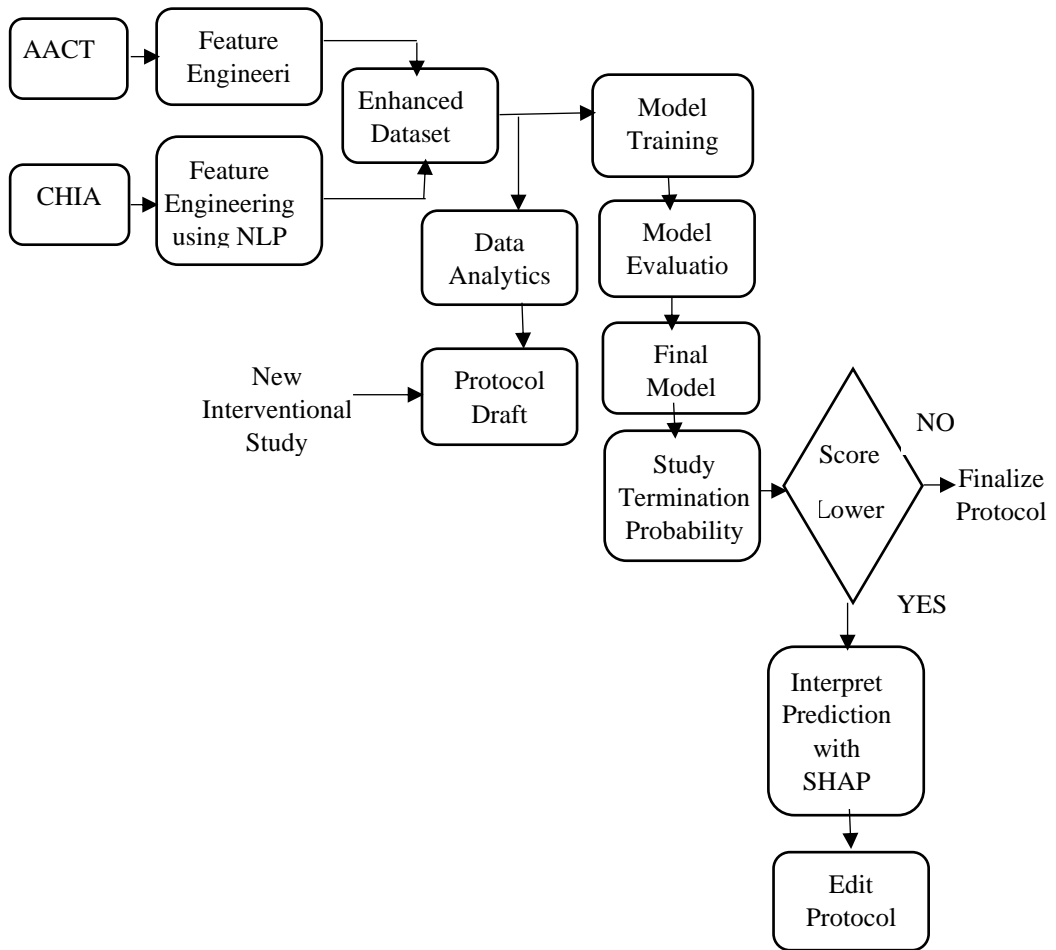 AACT
Feature
Engineeri
Enhanced
Dataset
Model
Training
CHIA
Feature
Engineering
using NLP
Data
Analytics
Model
Evaluatio
New
Interventional
Study
Protocol
Draft
Final
Model
Study
Termination
Probability
Score
Lower
NO
Finalize
Protocol
YES
Interpret
Prediction
with
SHAP
Edit
Protocol